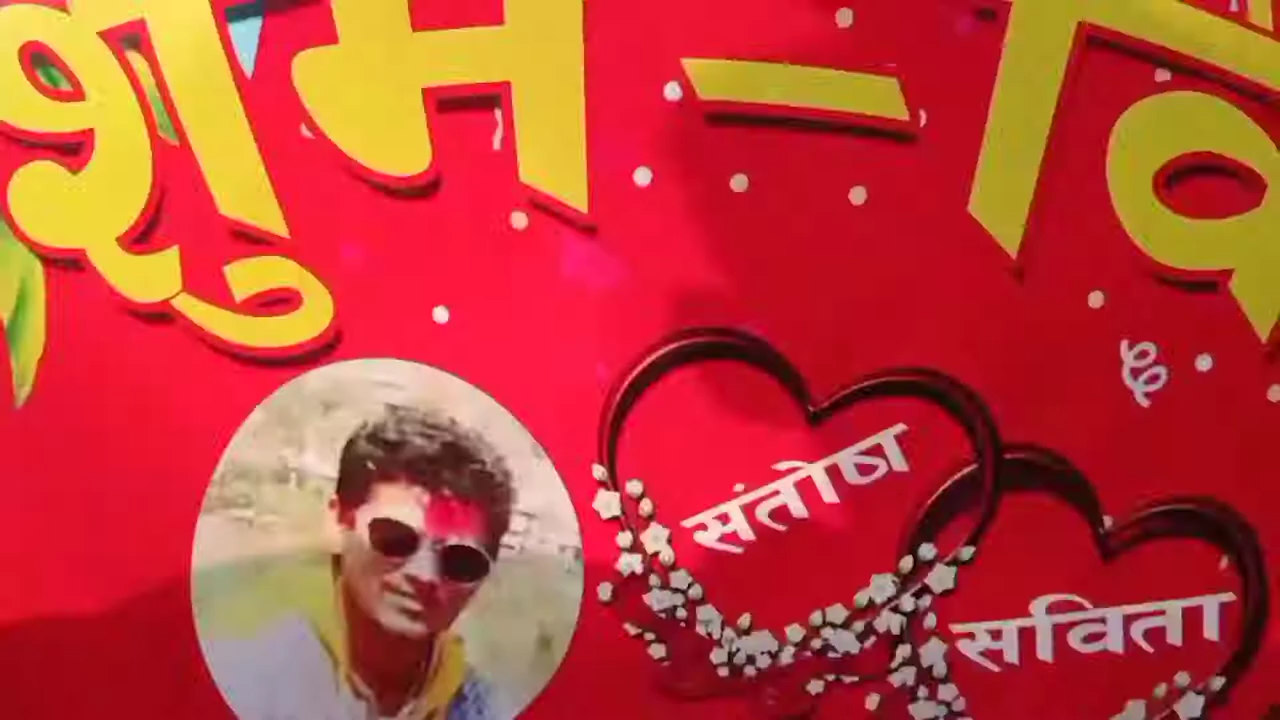 शुभ - वि
संतोष
सविता